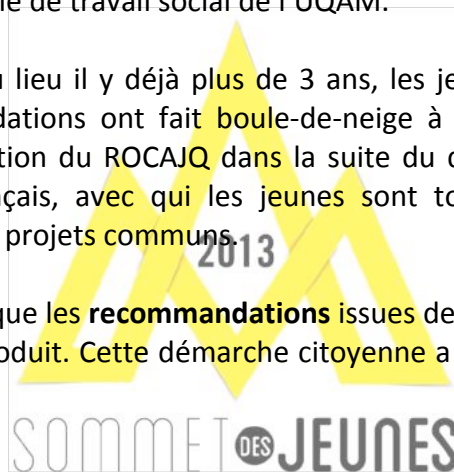 de travail social de l'UQAM.
lieu il y déjà plus de 3 ans, les
dations ont fait boule-de-neige à
tion du ROCAJQ dans la suite du
çais, avec qui les jeunes sont
projets communs.
2013
que les recommandations issues de
oduit. Cette démarche citoyenne a
SOMMET DES JEUNES